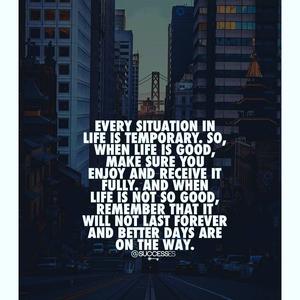 EVERY SITUATION IN
LIFE IS TEMPORARY. SO,
WHEN LIFE IS GOOD,
MAKE SURE YOU
ENJOY AND RECEIVE IT
FULLY. AND WHEN
LIFE IS NOT SO GOOD,
REMEMBER THAT IT
WILL NOT LAST FOREVER
AND BETTER DAYS ARE
ON THE WAY.
@SUCCESSES